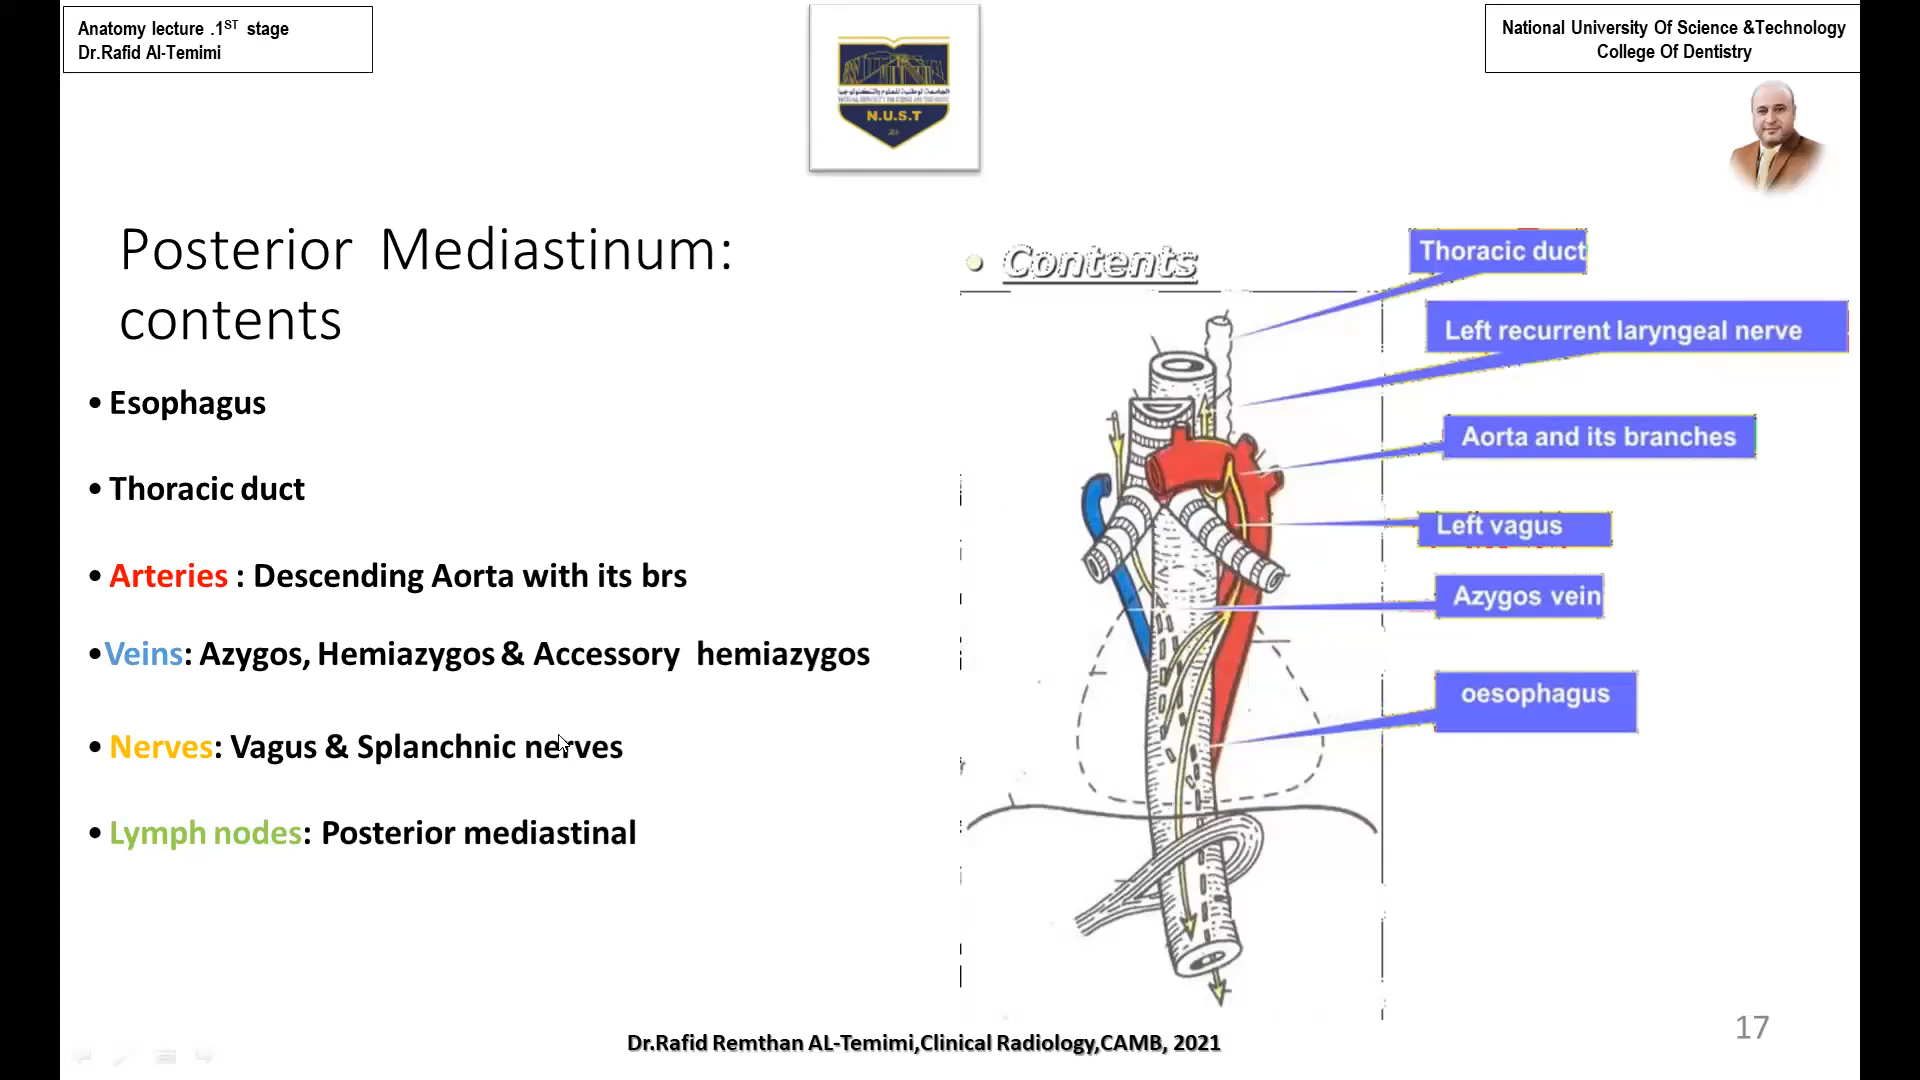 Anatomy lecture .1ST stage
Dr.Rafid Al-Temimi
National University Of Science &Technology
College Of Dentistry
N.U.S.T
Posterior Mediastinum:
contents
• Esophagus
• Thoracic duct
• Arteries : Descending Aorta with its brs
•Veins: Azygos, Hemiazygos & Accessory hemiazygos
• Nerves: Vagus & Splanchnic nerves
• Lymph nodes: Posterior mediastinal
• Contents
Thoracic duct
Left recurrent laryngeal nerve
Aorta and its branches
Left vagus
Azygos vein
oesophagus
Dr.Rafid Remthan AL-Temimi,Clinical Radiology,CAMB, 2021
17